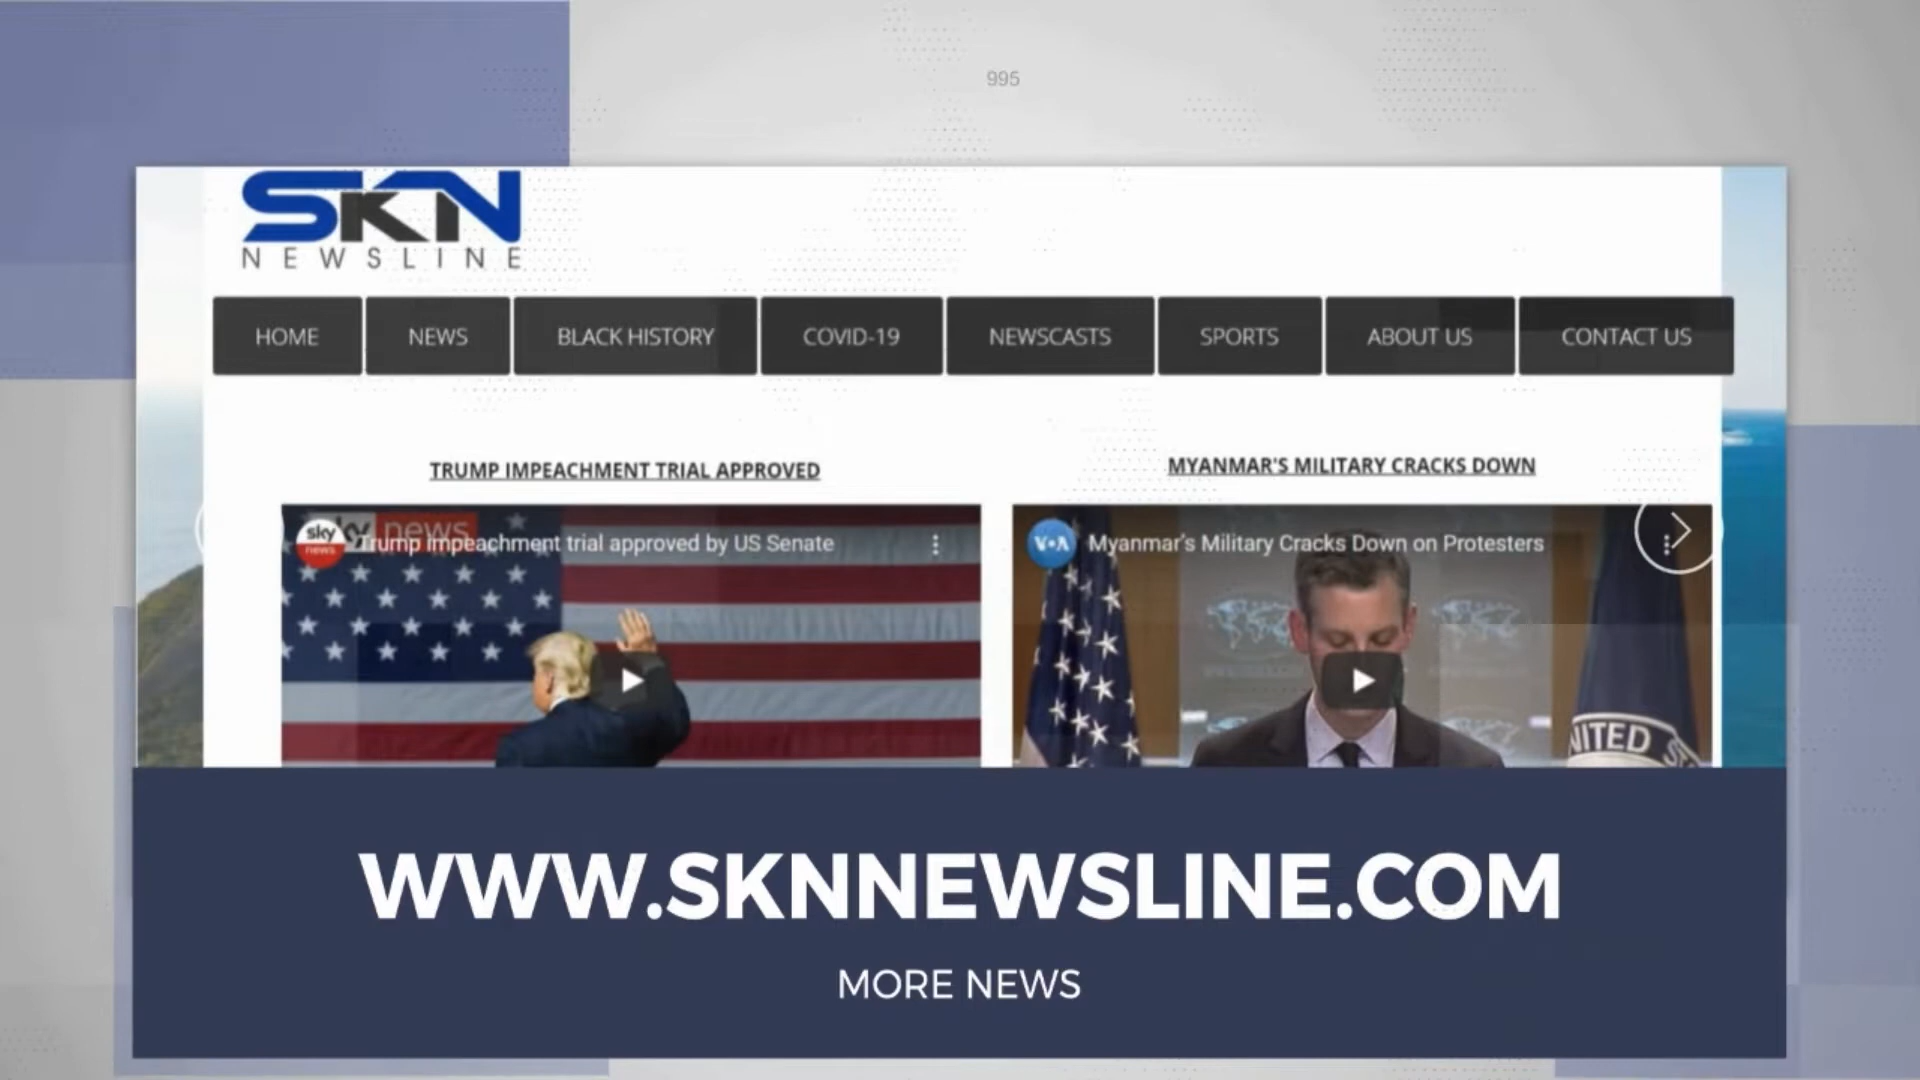 995
SKN
NEWSLINE
HOME NEWS BLACK HISTORY COVID-19 NEWSCASTS SPORTS ABOUT US CONTACT US
TRUMP IMPEACHMENT TRIAL APPROVED
MYANMAR'S MILITARY CRACKS DOWN
sky news
sky news
Trump impeachment trial approved by US Senate
VOA
Myanmar's Military Cracks Down on Protesters
WWW.SKNNEWSLINE.COM
MORE NEWS